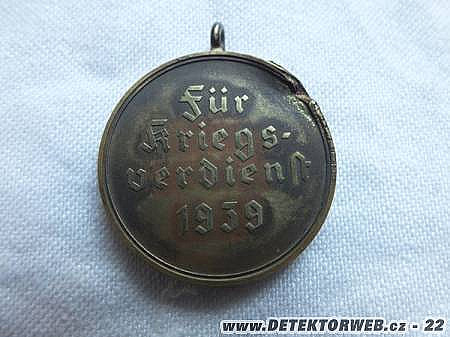 Für
Kriegs-
verdienst
1939
www.DETEKTORWEB.cz - 22